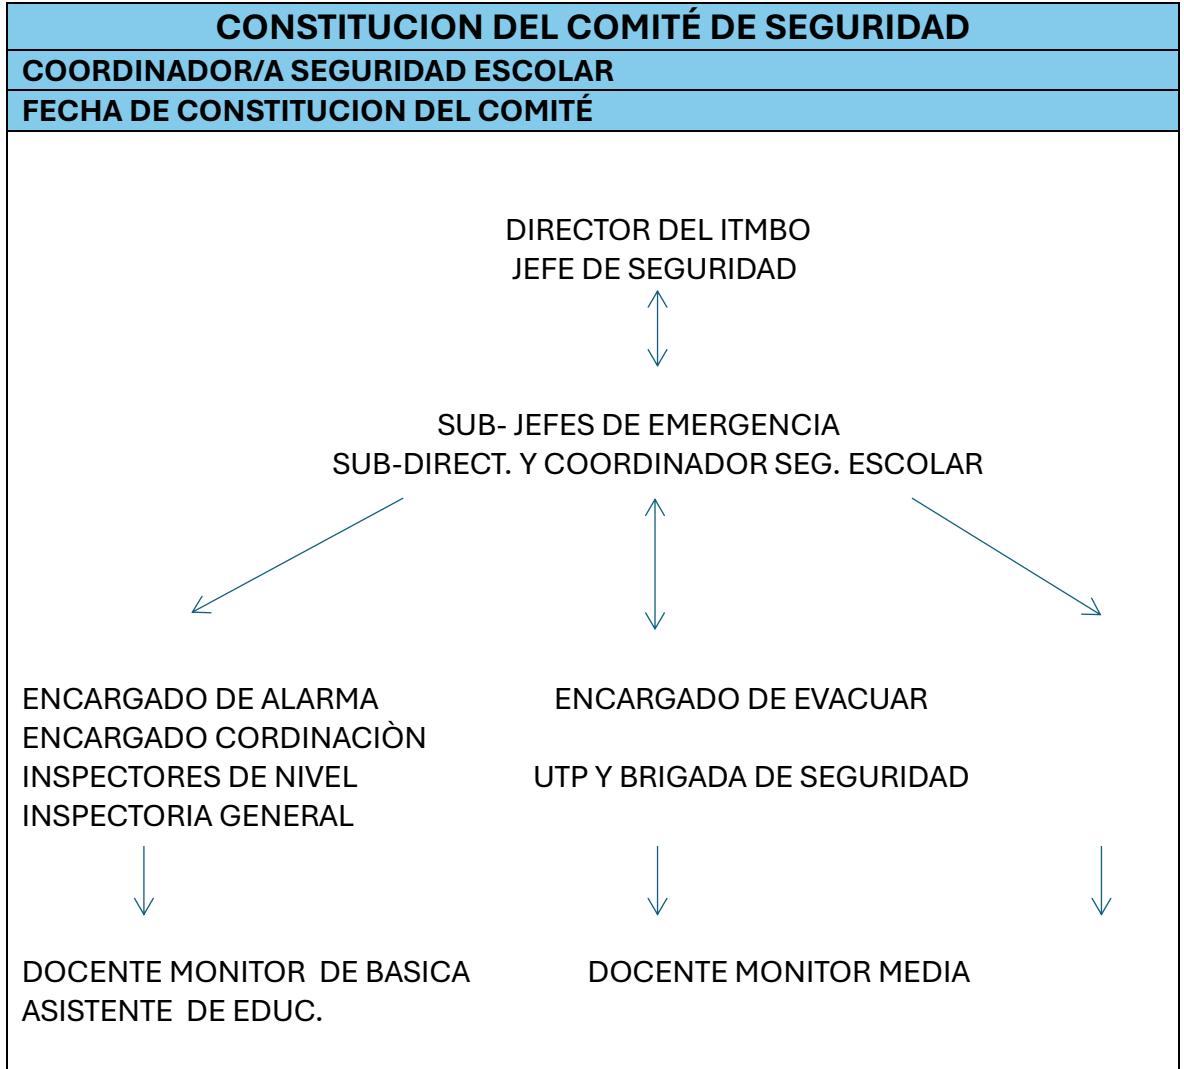 CONSTITUCION DEL COMITÉ DE SEGURIDAD
COORDINADOR/A SEGURIDAD ESCOLAR
FECHA DE CONSTITUCION DEL COMITÉ
DIRECTOR DEL ITMBO
JEFE DE SEGURIDAD
SUB- JEFES DE EMERGENCIA
SUB-DIRECT. Y COORDINADOR SEG. ESCOLAR
ENCARGADO DE ALARMA
ENCARGADO CORDINACIÒN
INSPECTORES DE NIVEL
INSPECTORIA GENERAL
ENCARGADO DE EVACUAR
UTP Y BRIGADA DE SEGURIDAD
DOCENTE MONITOR DE BASICA
ASISTENTE DE EDUC.
DOCENTE MONITOR MEDIA